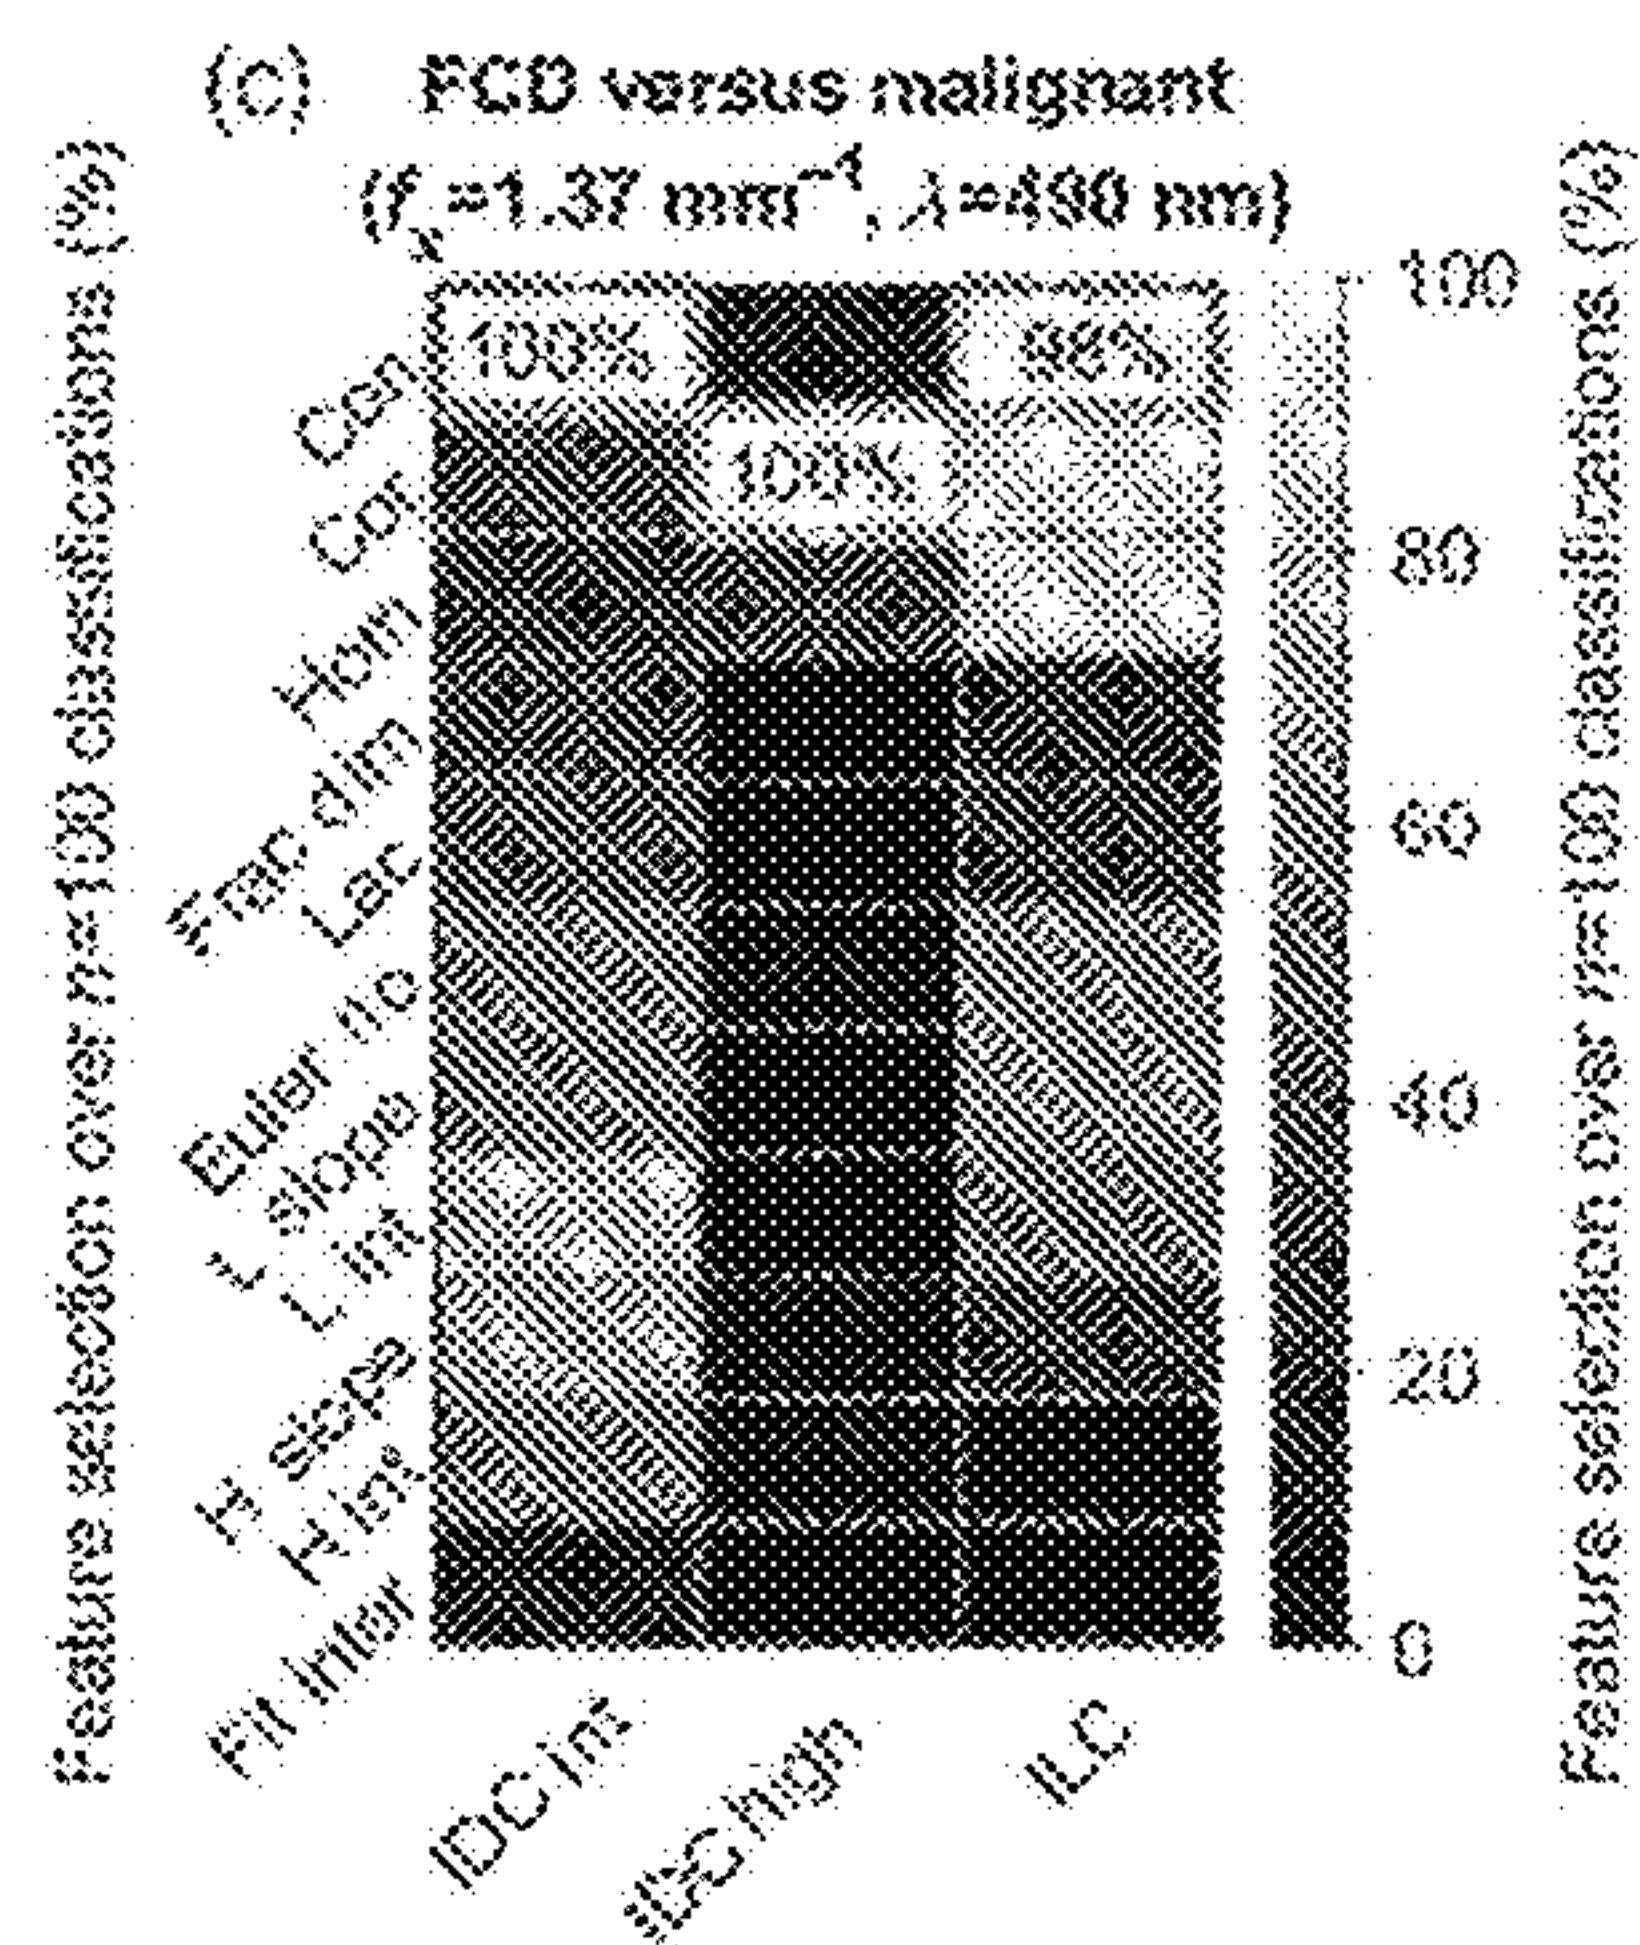 (c) FCD versus malignant
(fx=1.37 mm⁻¹, λ=490 nm)
Feature selection over n=100 classifications (%)
Con
Cor
Hom
Frac dim
Lac
Euler no
L slope
L int
H slope
H int
Fil Inter
100%
98%
100%
IDC int
IDC high
ILC
100
80
60
40
20
0
Feature selection over n=100 classifications (%)